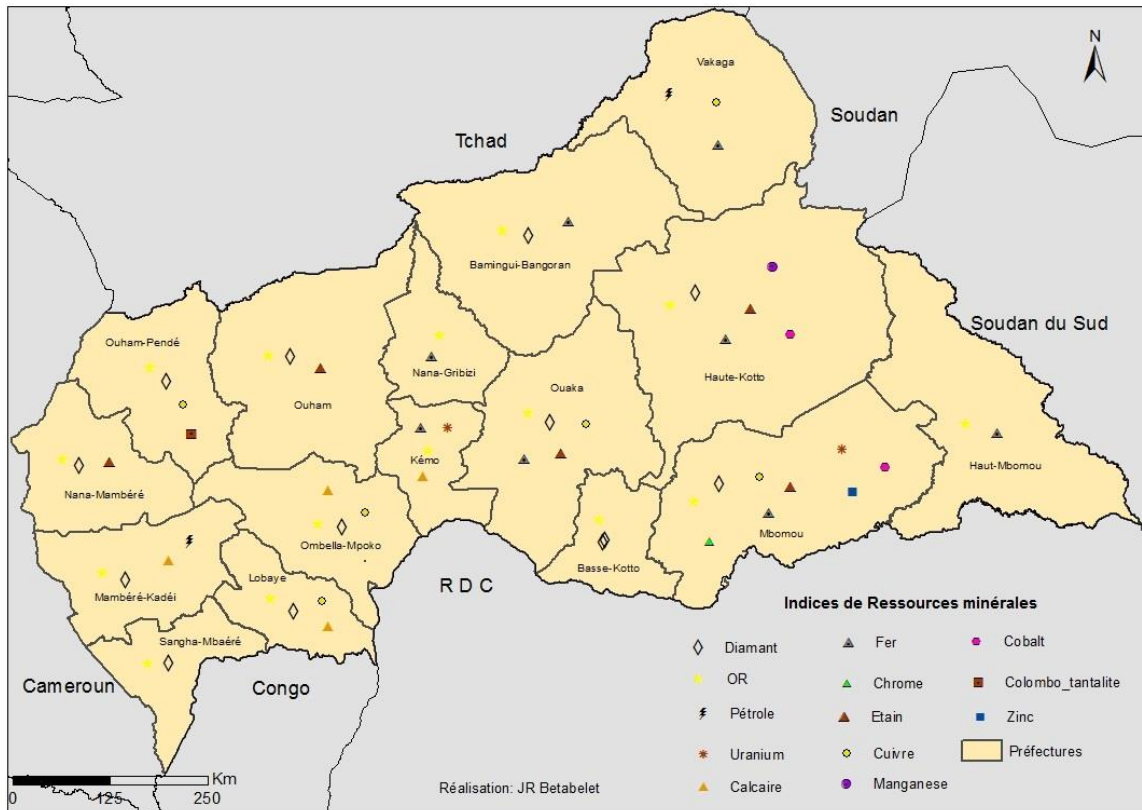 N
Vakaga
Soudan
Tchad
Bamingui-Bangoran
Soudan du Sud
Ouham-Pendé
Nana-Gribizi
Haute-Kotto
Ouaka
Ouham
Kémo
Haut-Mbomou
Nana-Mambéré
Mbomou
Ombella-Mpoko
Basse-Kotto
Lobaye
R D C
Mambéré-Kadéi
Sangha-Mbaéré
Cameroun
Congo
Indices de Ressources minérales
Diamant
OR
Pétrole
Uranium
Calcaire
Fer
Chrome
Etain
Cuivre
Manganese
Cobalt
Colombo_tantalite
Zinc
Préfectures
Km
0 125 250
Réalisation: JR Betabelet